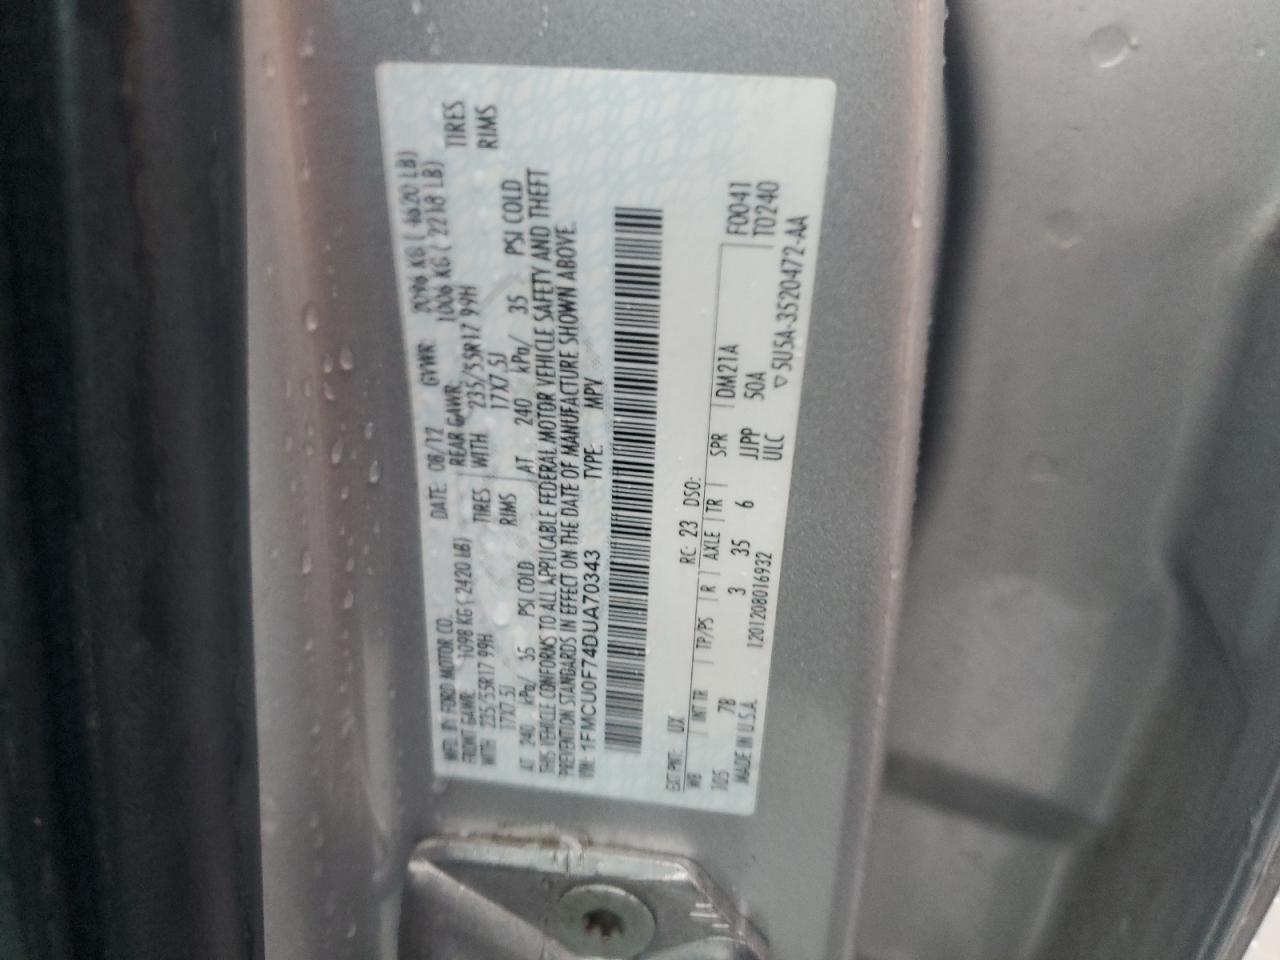 MFD. BY FORD MOTOR CO.
DATE: 08/12 GVWR: 2096 KG ( 4620 LB)
FRONT GAWR: 1098 KG ( 2420 LB) REAR GAWR: 1006 KG ( 2218 LB)
WITH 235/55R17 99H TIRES WITH 235/55R17 99H TIRES
17X7.5J RIMS 17X7.5J RIMS
AT 240 kPa/ 35 PSI COLD AT 240 kPa/ 35 PSI COLD
THIS VEHICLE CONFORMS TO ALL APPLICABLE FEDERAL MOTOR VEHICLE SAFETY AND THEFT
PREVENTION STANDARDS IN EFFECT ON THE DATE OF MANUFACTURE SHOWN ABOVE.
VIN: 1FMCU0F74DUA70343 TYPE: MPV
EXT PNT: UX RC: 23 DSO: F0041
WB INT TR TP/PS R AXLE TR SPR DM21A T0240
105 7B 3 35 6 JJPP 50A
MADE IN U.S.A. 1201208016932 ULC ▽5U5A-3520472-AA